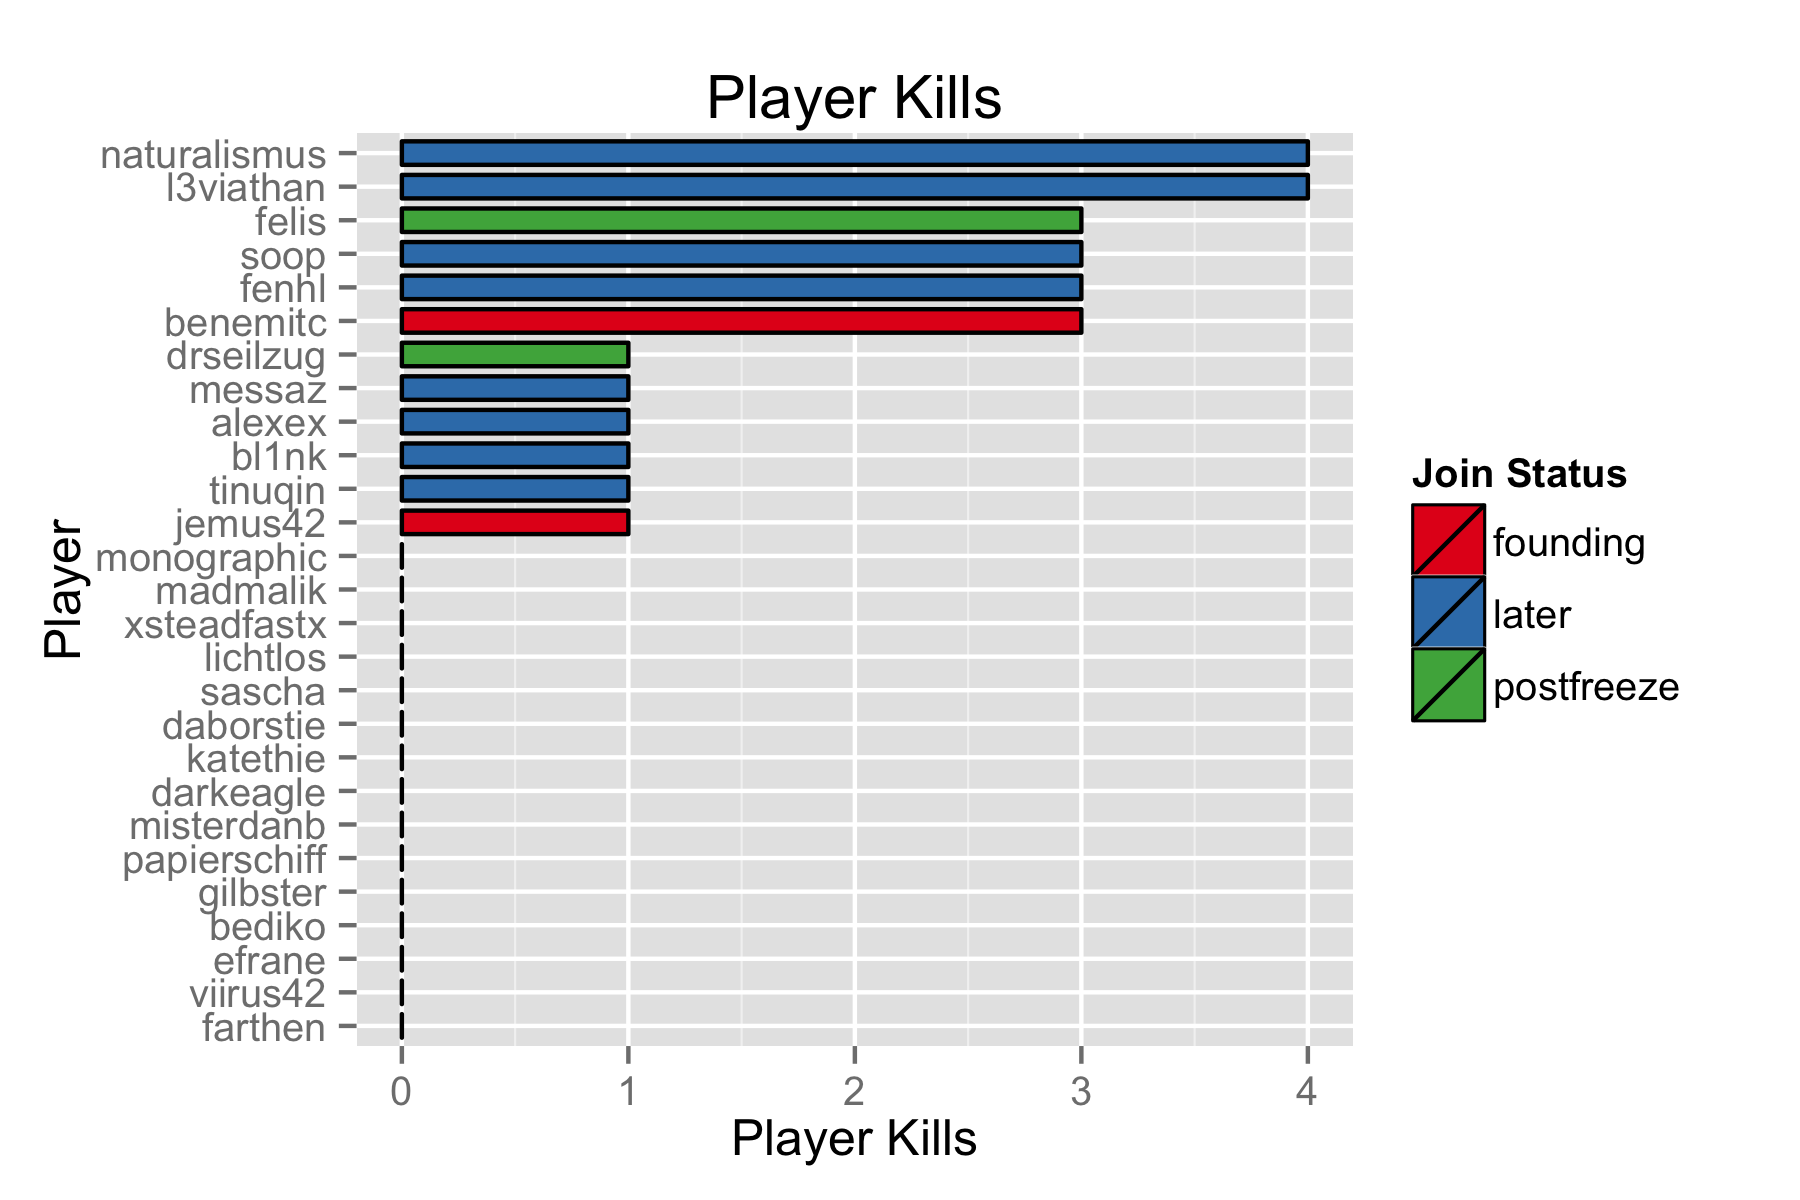 Player Kills
naturalismus
l3viathan
felis
soop
fenhl
benemitc
drseilzug
messaz
alexex
bl1nk
tinuqin
jemus42
monographic
madmalik
xsteadfastx
lichtlos
sascha
daborstie
katethie
darkeagle
misterdanb
papierschiff
gilbster
bediko
efrane
viirus42
farthen
Player
0 1 2 3 4
Player Kills
Join Status
founding
later
postfreeze